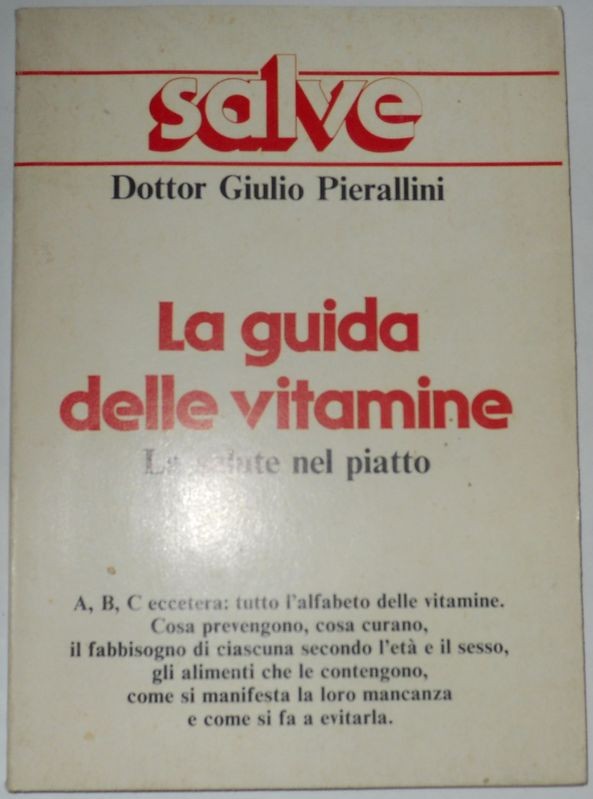 salve
Dottor Giulio Pierallini
La guida
delle vitamine
La salute nel piatto
A, B, C eccetera: tutto l'alfabeto delle vitamine.
Cosa prevengono, cosa curano,
il fabbisogno di ciascuna secondo l'età e il sesso,
gli alimenti che le contengono,
come si manifesta la loro mancanza
e come si fa a evitarla.